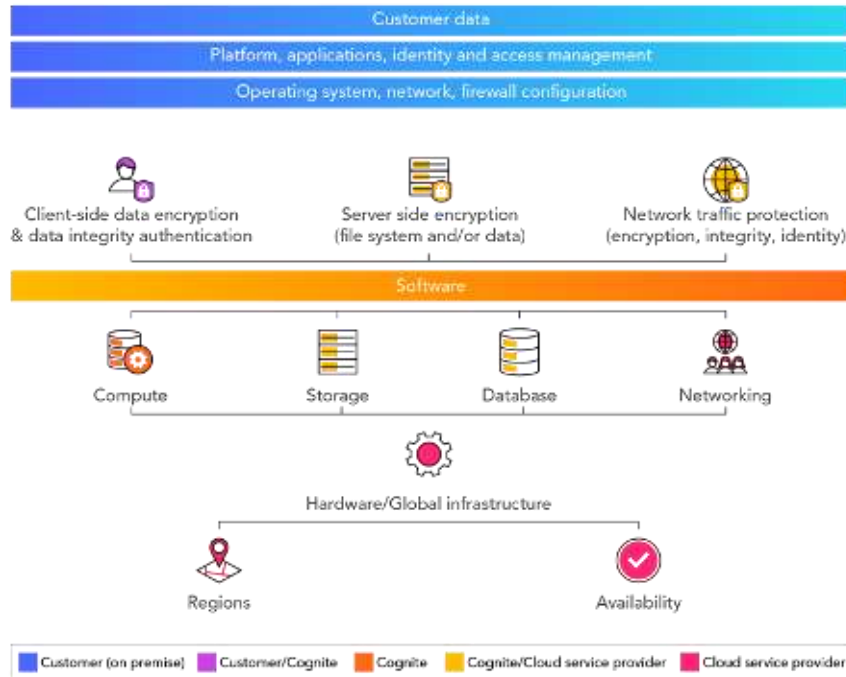 Customer data
Platform, applications, identity and access management
Operating system, network, firewall configuration
Client-side data encryption
& data integrity authentication
Server side encryption
(file system and/or data)
Network traffic protection
(encryption, integrity, identity)
Software
Compute
Storage
Database
Networking
Hardware/Global infrastructure
Regions
Availability
Customer (on premise)
Customer/Cognite
Cognite
Cognite/Cloud service provider
Cloud service provider